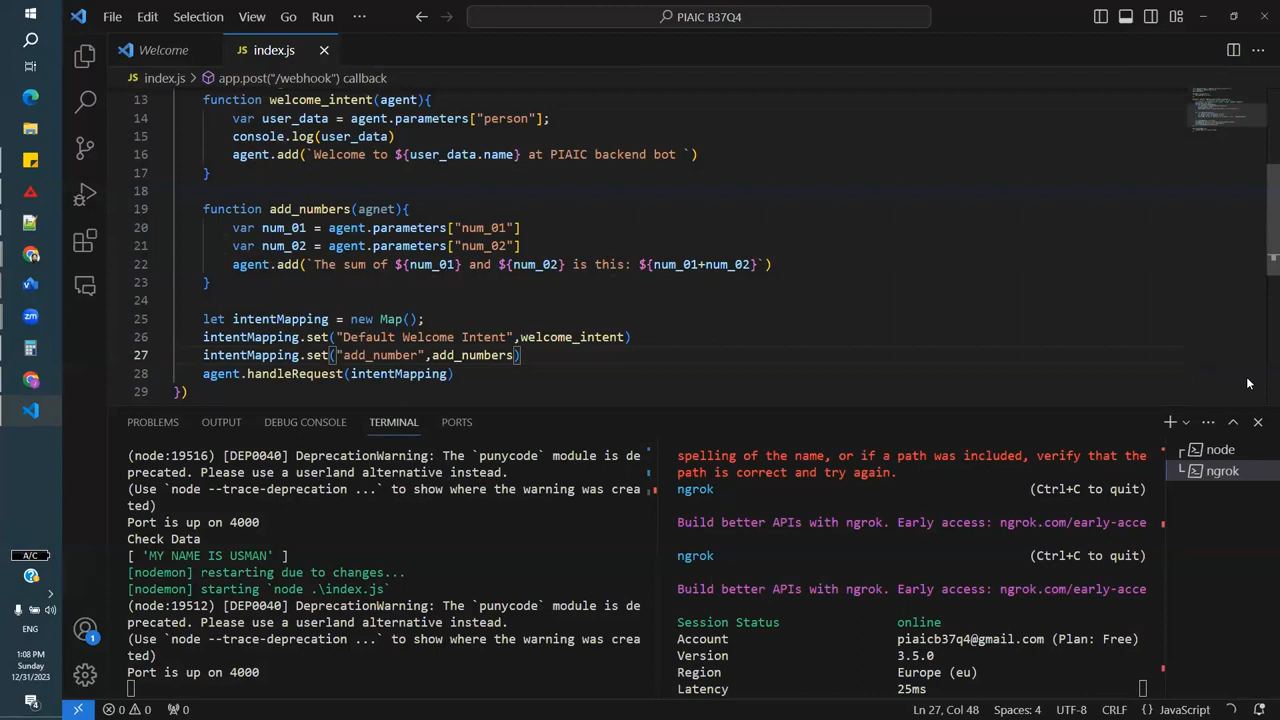 File Edit Selection View Go Run ··· PIAIC B37Q4
Welcome JS index.js
JS index.js app.post("/webhook") callback
13 function welcome_intent(agent){
14 var user_data = agent.parameters["person"];
15 console.log(user_data)
16 agent.add(`Welcome to ${user_data.name} at PIAIC backend bot `)
17 }
18
19 function add_numbers(agnet){
20 var num_01 = agent.parameters["num_01"]
21 var num_02 = agent.parameters["num_02"]
22 agent.add(`The sum of ${num_01} and ${num_02} is this: ${num_01+num_02}`)
23 }
24
25 let intentMapping = new Map();
26 intentMapping.set("Default Welcome Intent",welcome_intent)
27 intentMapping.set("add_number",add_numbers)
28 agent.handleRequest(intentMapping)
29 })
PROBLEMS OUTPUT DEBUG CONSOLE TERMINAL PORTS
(node:19516) [DEP0040] DeprecationWarning: The `punycode` module is de
precated. Please use a userland alternative instead.
(Use `node --trace-deprecation ...` to show where the warning was crea
ted)
Port is up on 4000
Check Data
[ 'MY NAME IS USMAN' ]
[nodemon] restarting due to changes...
[nodemon] starting `node .\index.js`
(node:19512) [DEP0040] DeprecationWarning: The `punycode` module is de
precated. Please use a userland alternative instead.
(Use `node --trace-deprecation ...` to show where the warning was crea
ted)
Port is up on 4000
spelling of the name, or if a path was included, verify that the
path is correct and try again.
ngrok (Ctrl+C to quit)
Build better APIs with ngrok. Early access: ngrok.com/early-acce
ngrok (Ctrl+C to quit)
Build better APIs with ngrok. Early access: ngrok.com/early-acce
Session Status online
Account piaicb37q4@gmail.com (Plan: Free)
Version 3.5.0
Region Europe (eu)
Latency 25ms
node
ngrok
A/C
ENG
1:08 PM
Sunday
12/31/2023
4
1
zm
0 0 0 Ln 27, Col 48 Spaces: 4 UTF-8 CRLF {} JavaScript